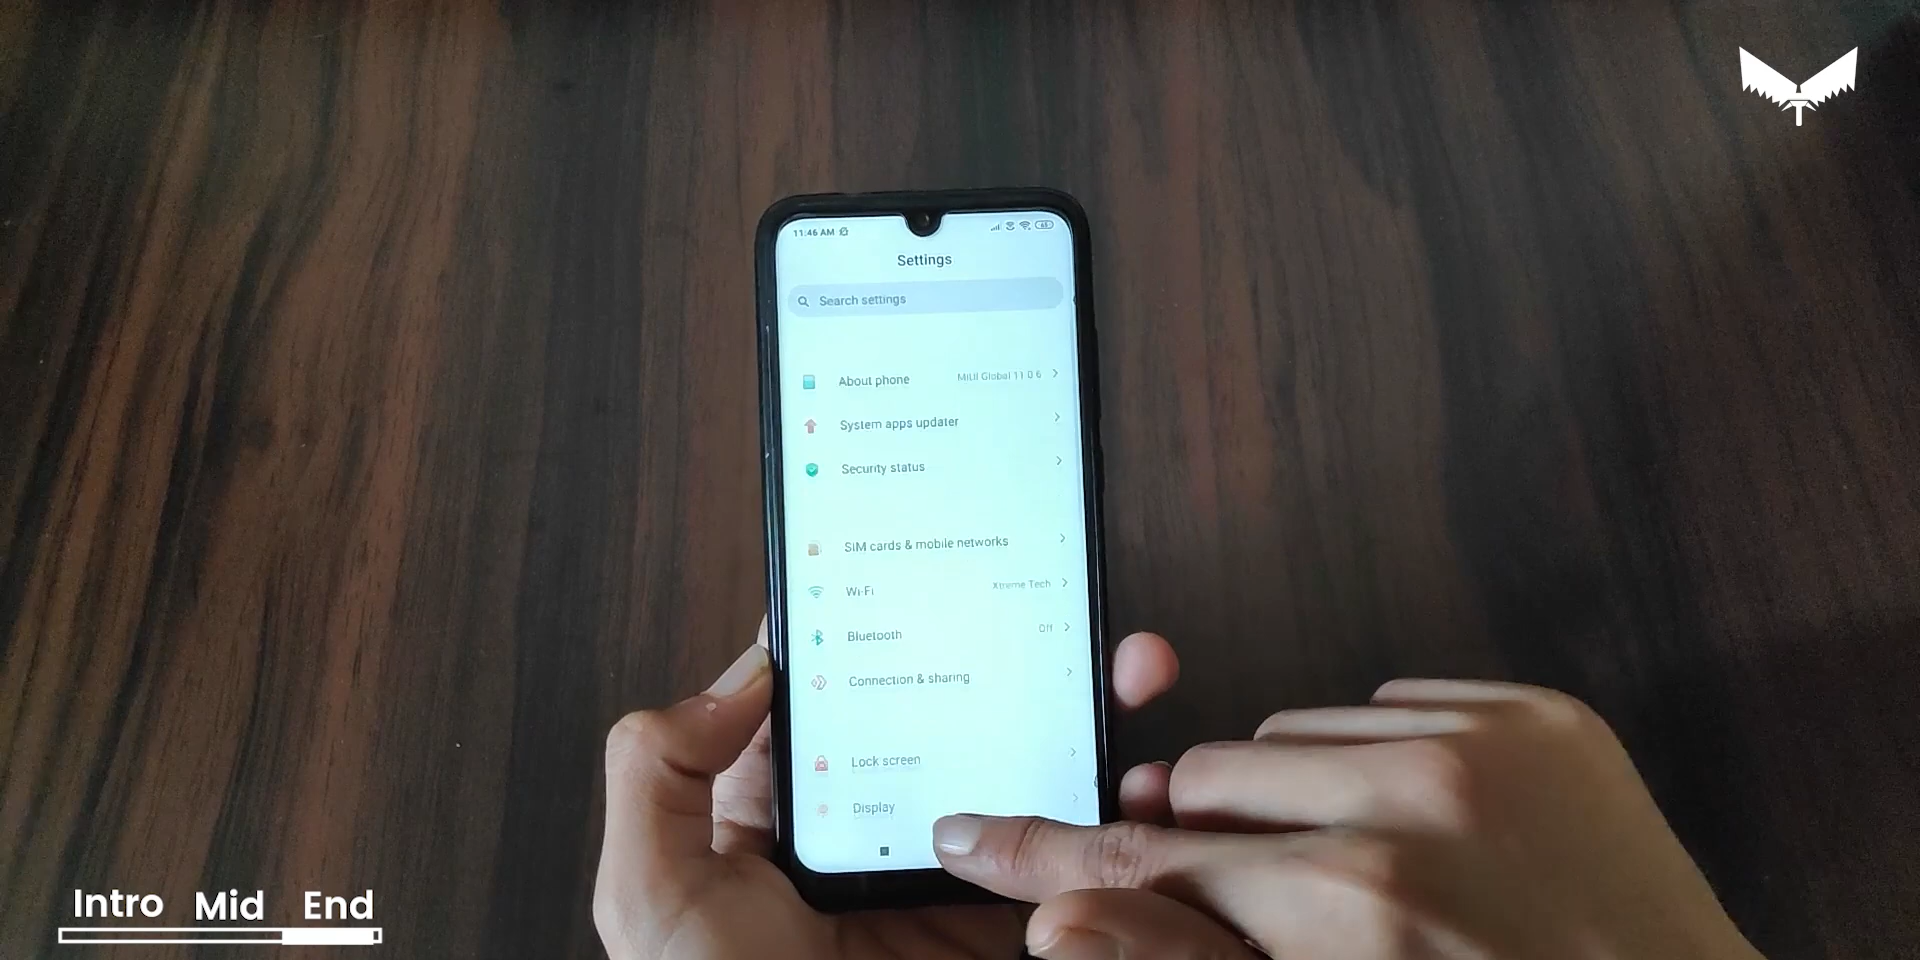 11:46 AM
65
Settings
Search settings
About phone MIUI Global 11.0.6
System apps updater
Security status
SIM cards & mobile networks
Wi-Fi Xtreme Tech
Bluetooth Off
Connection & sharing
Lock screen
Display
Intro Mid End